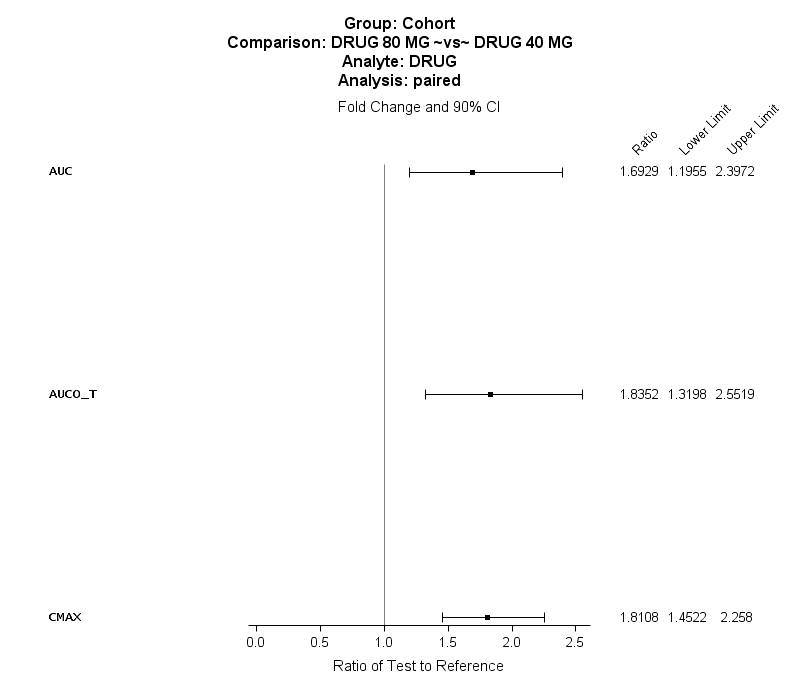 Group: Cohort
Comparison: DRUG 80 MG ~vs~ DRUG 40 MG
Analyte: DRUG
Analysis: paired
Fold Change and 90% CI
Ratio Lower Limit Upper Limit
AUC 1.6929 1.1955 2.3972
AUC0_T 1.8352 1.3198 2.5519
CMAX 1.8108 1.4522 2.258
0.0 0.5 1.0 1.5 2.0 2.5
Ratio of Test to Reference